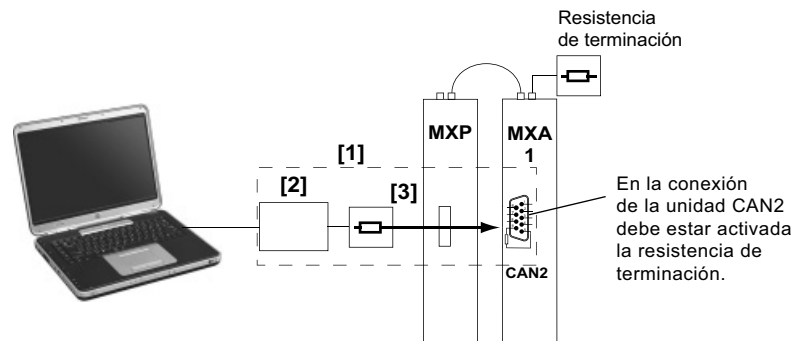 Resistencia
de terminación
MXP
MXA
1
[1]
[2]
[3]
En la conexión
de la unidad CAN2
debe estar activada
la resistencia de
terminación.
CAN2